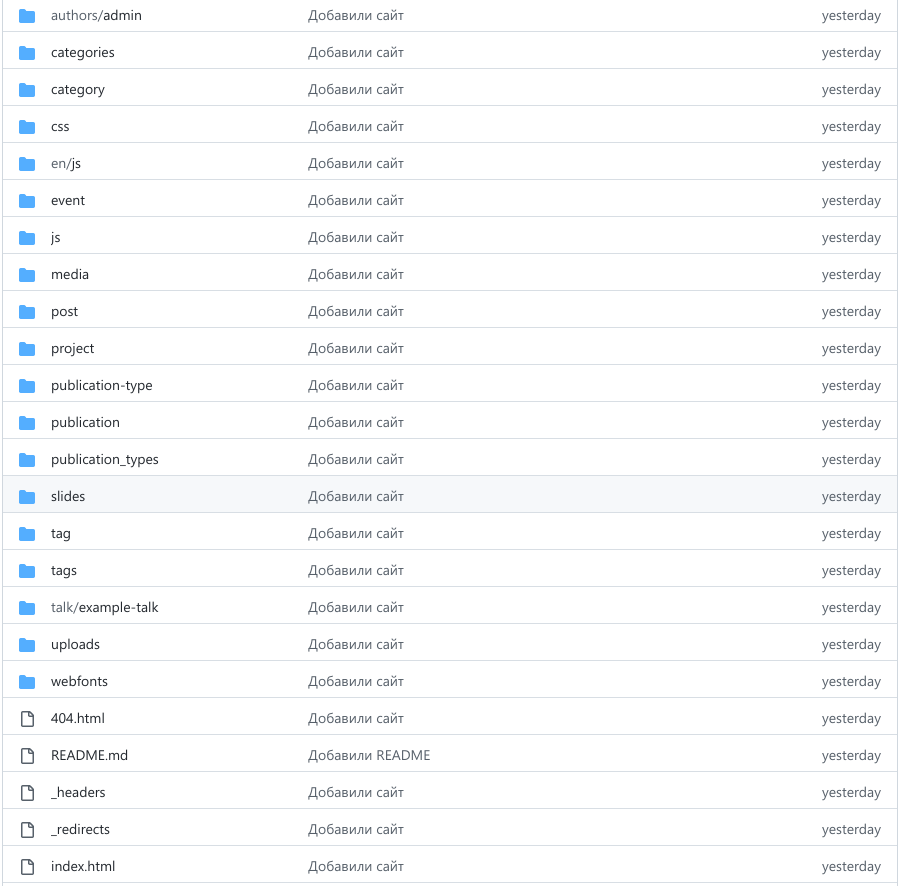 authors/admin Добавили сайт yesterday
categories Добавили сайт yesterday
category Добавили сайт yesterday
css Добавили сайт yesterday
en/js Добавили сайт yesterday
event Добавили сайт yesterday
js Добавили сайт yesterday
media Добавили сайт yesterday
post Добавили сайт yesterday
project Добавили сайт yesterday
publication-type Добавили сайт yesterday
publication Добавили сайт yesterday
publication_types Добавили сайт yesterday
slides Добавили сайт yesterday
tag Добавили сайт yesterday
tags Добавили сайт yesterday
talk/example-talk Добавили сайт yesterday
uploads Добавили сайт yesterday
webfonts Добавили сайт yesterday
404.html Добавили сайт yesterday
README.md Добавили README yesterday
_headers Добавили сайт yesterday
_redirects Добавили сайт yesterday
index.html Добавили сайт yesterday